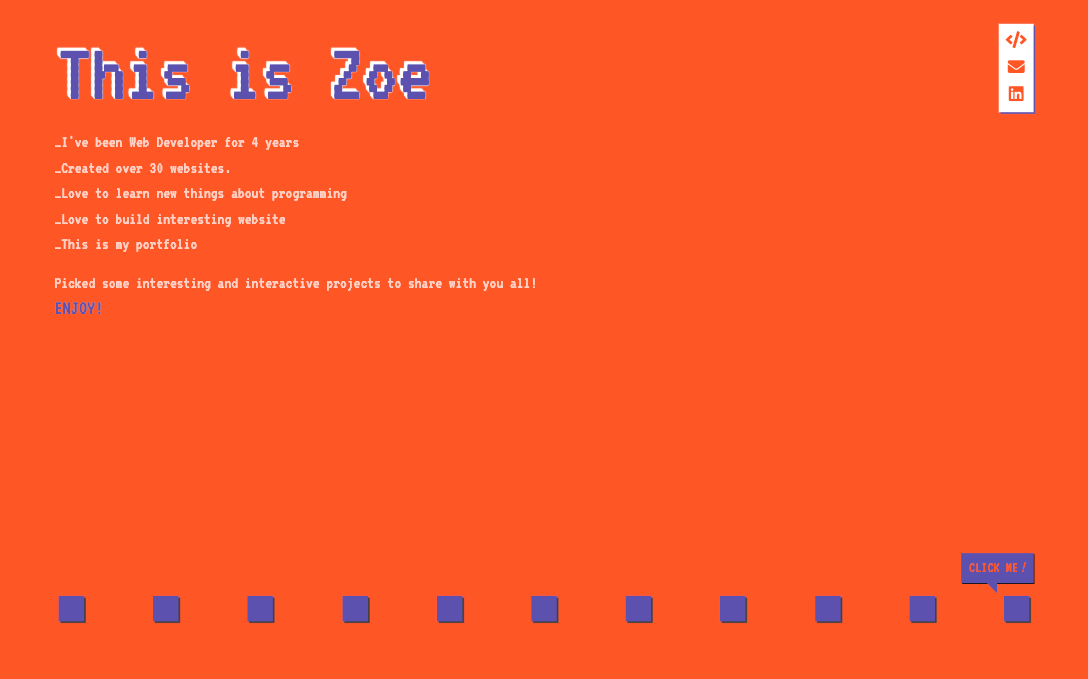 This is Zoe
_I've been Web Developer for 4 years
_Created over 30 websites.
_Love to learn new things about programming
_Love to build interesting website
_This is my portfolio
Picked some interesting and interactive projects to share with you all!
ENJOY!
CLICK ME!